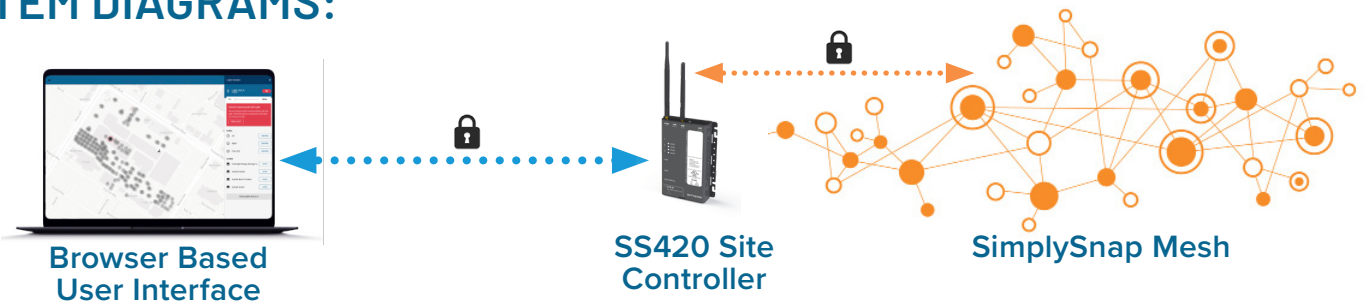 TEM DIAGRAMS:
Browser Based
User Interface
SS420 Site
Controller
SimplySnap Mesh